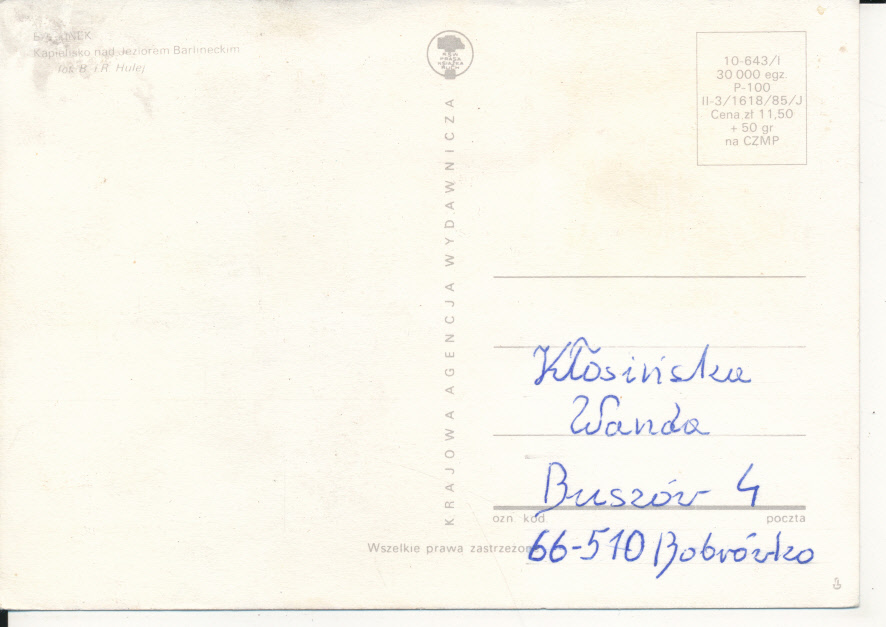 Kąpielisko nad Jeziorem Barlineckim
fot. B. i R. Hulej
KRAJOWA AGENCJA WYDAWNICZA
10-643/I
30 000 egz.
P-100
II-3/1618/85/J
Cena zł 11,50
+ 50 gr
na CZMP
Kłosińska
Wanda
Buszów 4
ozn. kod. poczta
Wszelkie prawa
66-510 Bobrówko